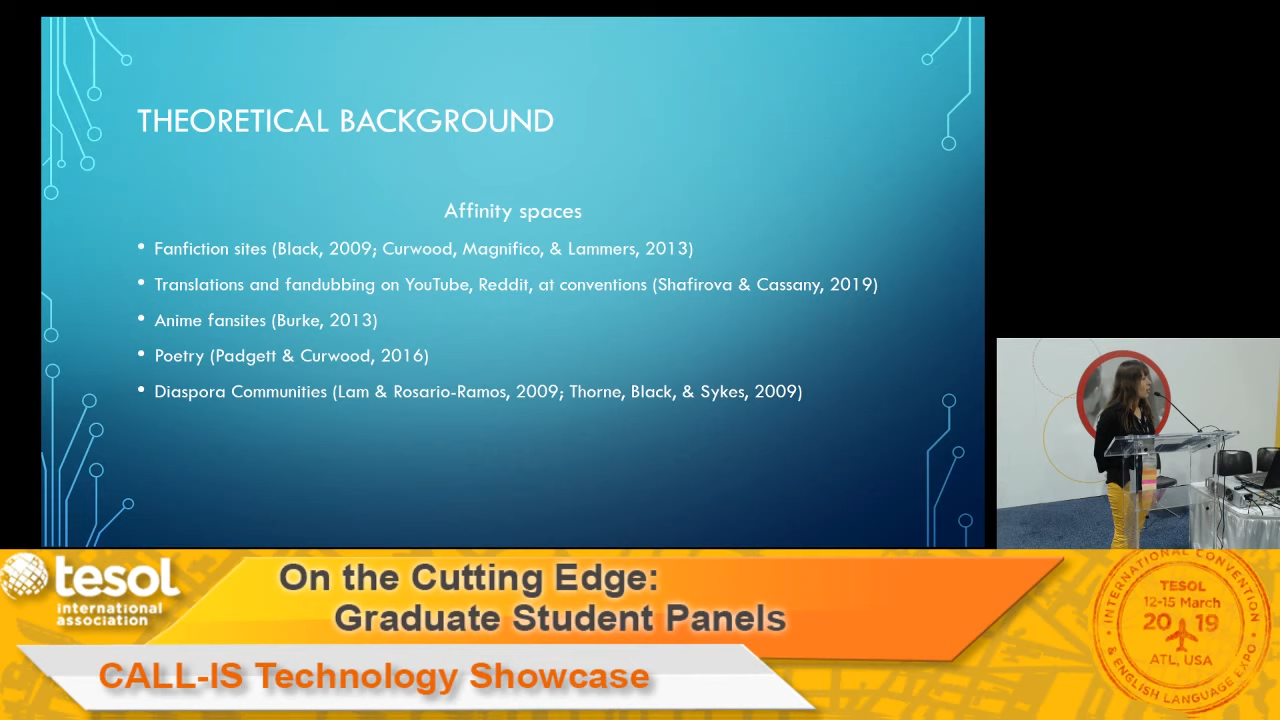 THEORETICAL BACKGROUND
Affinity spaces
• Fanfiction sites (Black, 2009; Curwood, Magnifico, & Lammers, 2013)
• Translations and fandubbing on YouTube, Reddit, at conventions (Shafirova & Cassany, 2019)
• Anime fansites (Burke, 2013)
• Poetry (Padgett & Curwood, 2016)
• Diaspora Communities (Lam & Rosario-Ramos, 2009; Thorne, Black, & Sykes, 2009)
tesol
international
association
On the Cutting Edge:
Graduate Student Panels
CALL-IS Technology Showcase
INTERNATIONAL CONVENTION
TESOL
12-15 March
2019
ATL, USA
& ENGLISH LANGUAGE EXPO